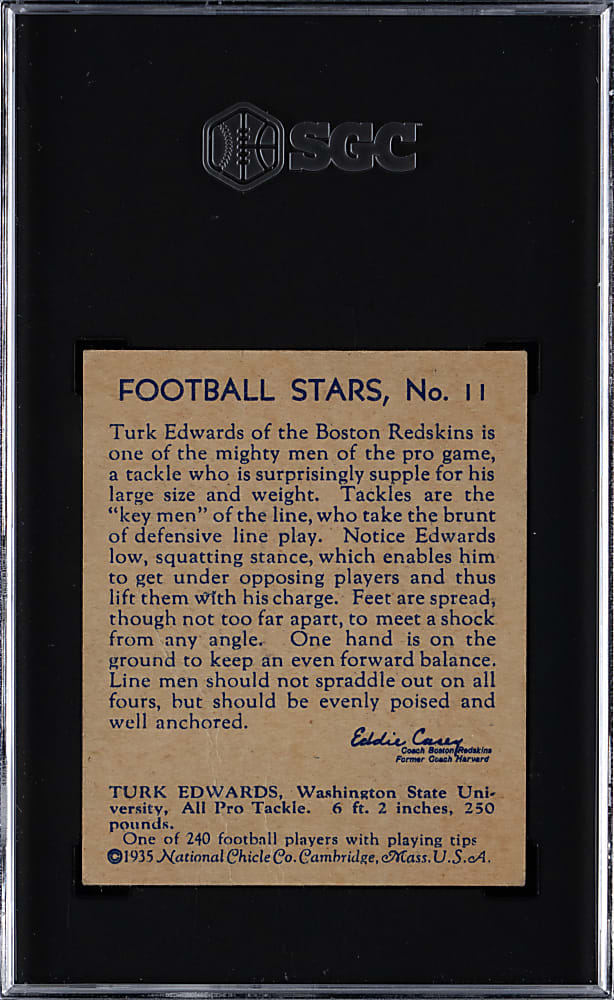 SGC
FOOTBALL STARS, No. 11
Turk Edwards of the Boston Redskins is
one of the mighty men of the pro game,
a tackle who is surprisingly supple for his
large size and weight. Tackles are the
“key men” of the line, who take the brunt
of defensive line play. Notice Edwards
low, squatting stance, which enables him
to get under opposing players and thus
lift them with his charge. Feet are spread,
though not too far apart, to meet a shock
from any angle. One hand is on the
ground to keep an even forward balance.
Line men should not spraddle out on all
fours, but should be evenly poised and
well anchored.
Eddie Casey
Coach Boston Redskins
Former Coach Harvard
TURK EDWARDS, Washington State Uni-
versity, All Pro Tackle. 6 ft. 2 inches, 250
pounds.
One of 240 football players with playing tips
©1935 National Chicle Co. Cambridge, Mass. U.S.A.